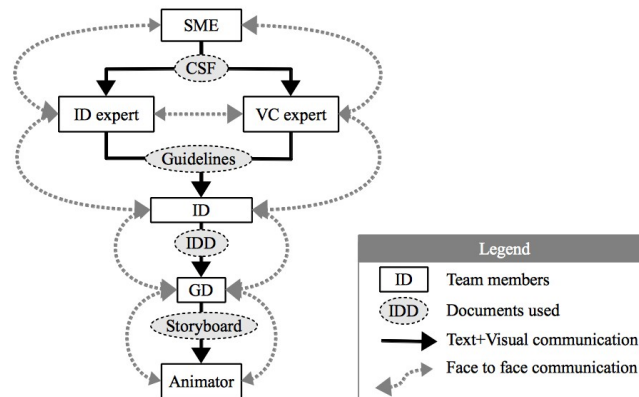 SME
CSF
ID expert
VC expert
Guidelines
ID
IDD
GD
Storyboard
Animator
Legend
ID Team members
IDD Documents used
Text+Visual communication
Face to face communication